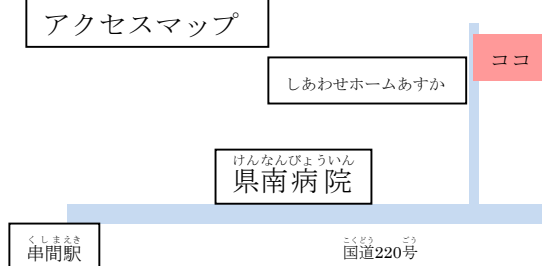 アクセスマップ
ココ
しあわせホームあすか
けんなんびょういん
県南病院
くしまえき
串間駅
こくどう ごう
国道220号